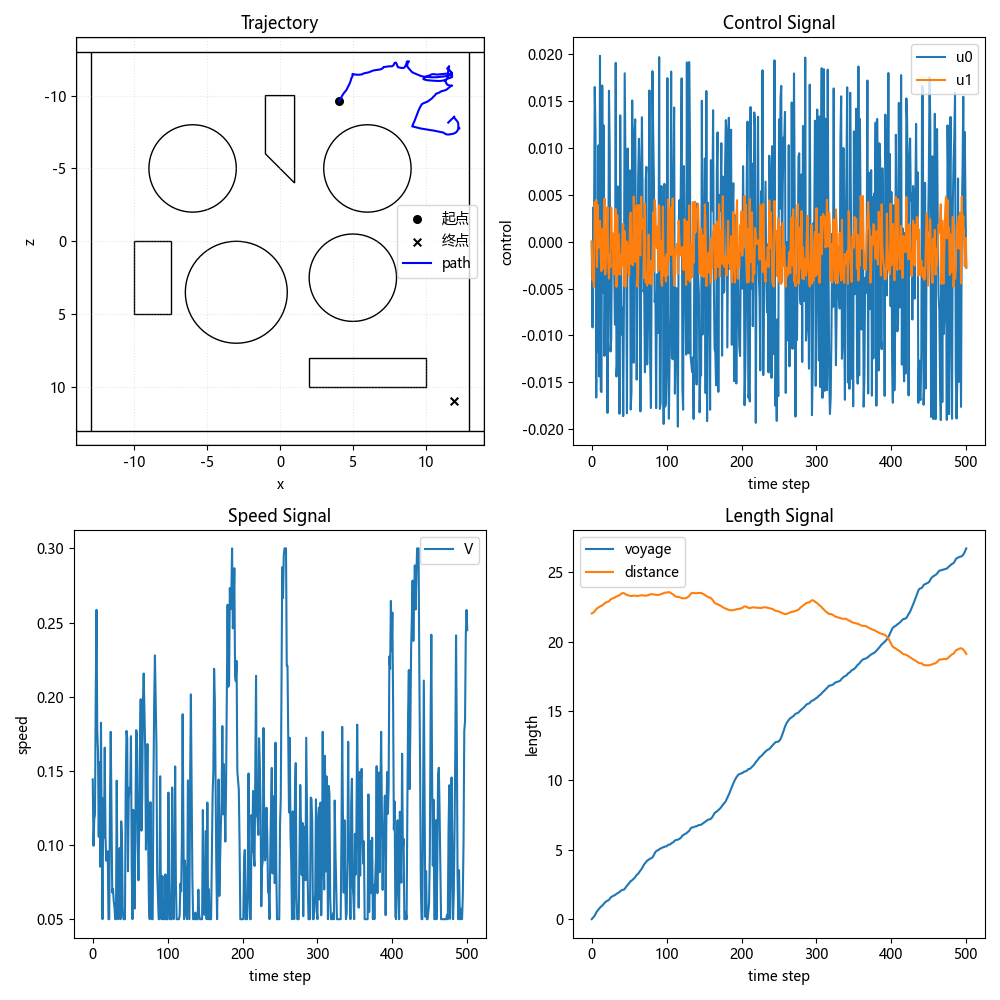 Trajectory
-10
-5
0
5
10
z
-10
-5
0
5
10
x
起点
终点
path
Control Signal
0.020
0.015
0.010
0.005
0.000
-0.005
-0.010
-0.015
-0.020
control
0
100
200
300
400
500
time step
u0
u1
Speed Signal
0.30
0.25
0.20
0.15
0.10
0.05
speed
0
100
200
300
400
500
time step
V
Length Signal
25
20
15
10
5
0
length
0
100
200
300
400
500
time step
voyage
distance